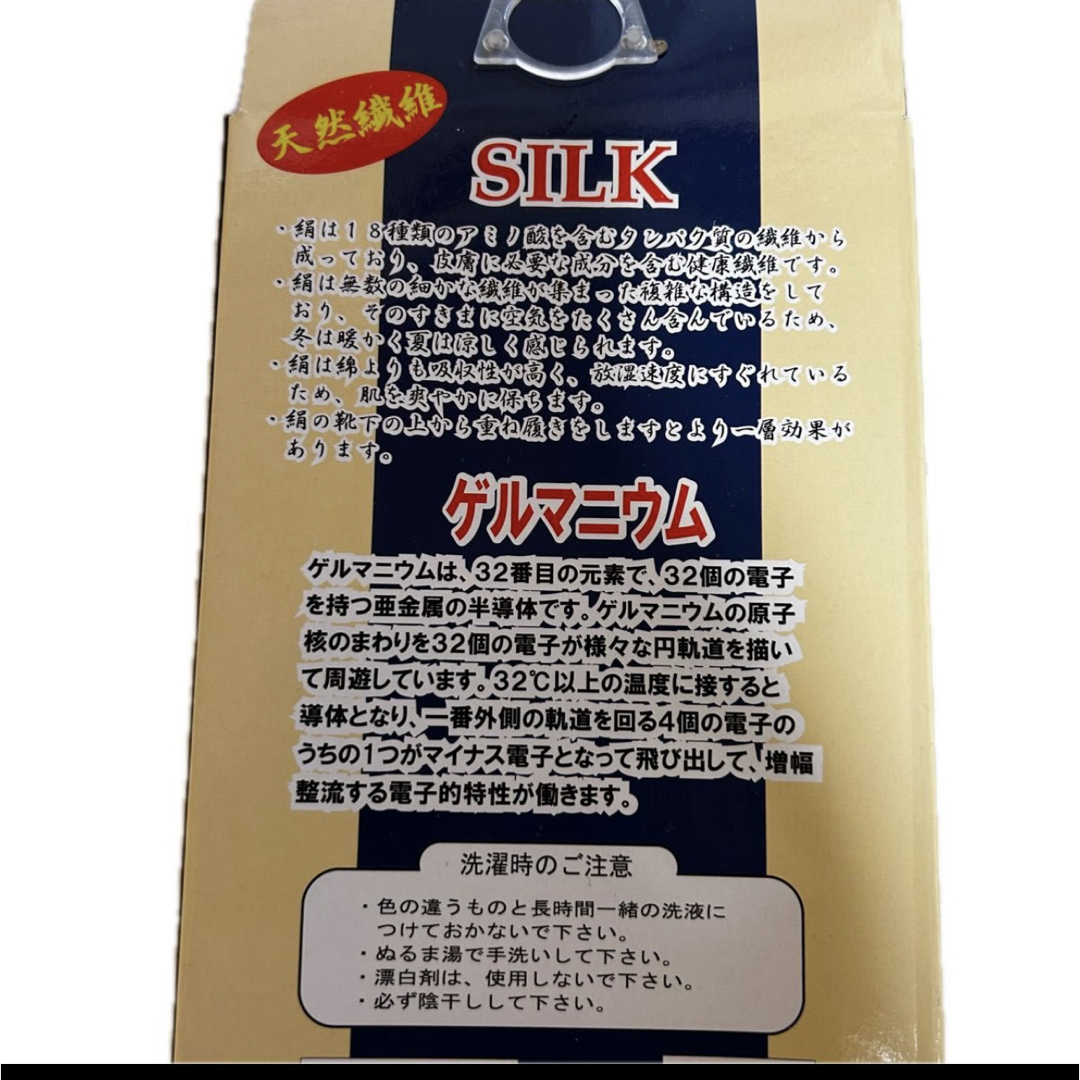 天然繊維
SILK
・絹は１８種類のアミノ酸を含むタンパク質の繊維から
成っており、皮膚に必要な成分を含む健康繊維です。
・絹は無数の細かな繊維が集まった複雑な構造をして
おり、そのすきまに空気をたくさん含んでいるため、
冬は暖かく夏は涼しく感じられます。
・絹は綿よりも吸収性が高く、放湿速度にすぐれている
ため、肌を爽やかに保ちます。
・絹の靴下の上から重ね履きをしますとより一層効果が
あります。
ゲルマニウム
ゲルマニウムは、32番目の元素で、32個の電子
を持つ亜金属の半導体です。ゲルマニウムの原子
核のまわりを32個の電子が様々な円軌道を描い
て周遊しています。32℃以上の温度に接すると
導体となり、一番外側の軌道を回る4個の電子の
うちの1つがマイナス電子となって飛び出して、増幅
整流する電子的特性が働きます。
洗濯時のご注意
・色の違うものと長時間一緒の洗液に
つけておかないで下さい。
・ぬるま湯で手洗いして下さい。
・漂白剤は、使用しないで下さい。
・必ず陰干しして下さい。